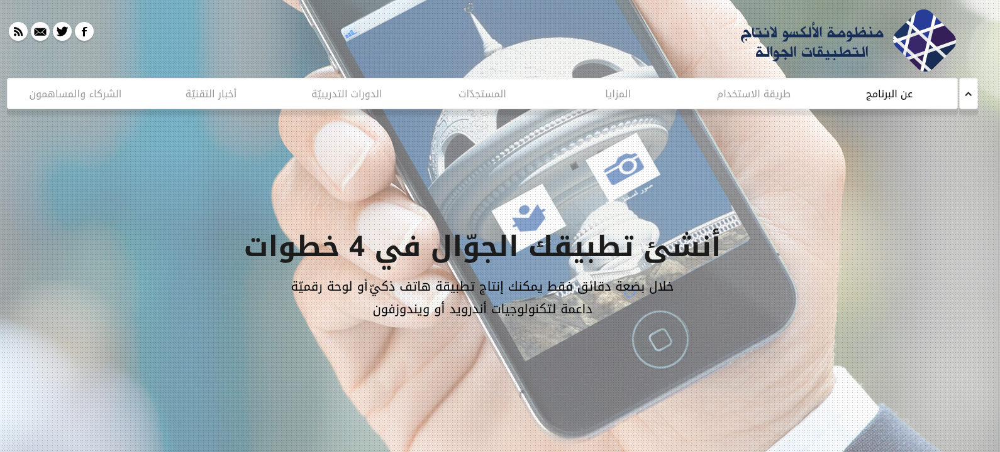 منظومة الألكسو لانتاج
التطبيقات الجوالة
عن البرنامج
طريقة الاستخدام
المزايا
المستجدّات
الدورات التدريبيّة
أخبار التقنيّة
الشركاء والمساهمون
أنشئ تطبيقك الجوّال في 4 خطوات
خلال بضعة دقائق فقط يمكنك إنتاج تطبيقة هاتف ذكيّ أو لوحة رقميّة
داعمة لتكنولوجيات أندرويد أو ويندوزفون